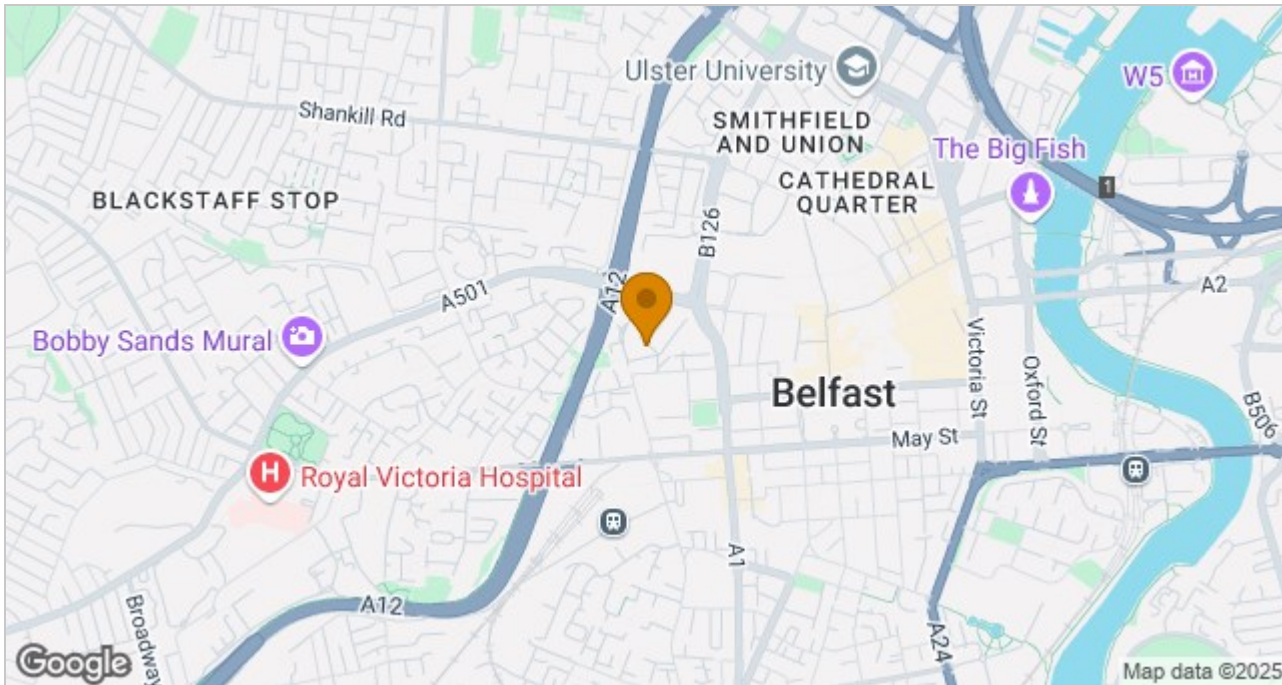 Ulster University
W5
Shankill Rd
SMITHFIELD
AND UNION
The Big Fish
CATHEDRAL
QUARTER
1
BLACKSTAFF STOP
B126
A501
A12
A2
Bobby Sands Mural
Victoria St
Oxford St
Belfast
B506
May St
Royal Victoria Hospital
H
A1
A12
Broadway
A24
Google
Map data ©2025